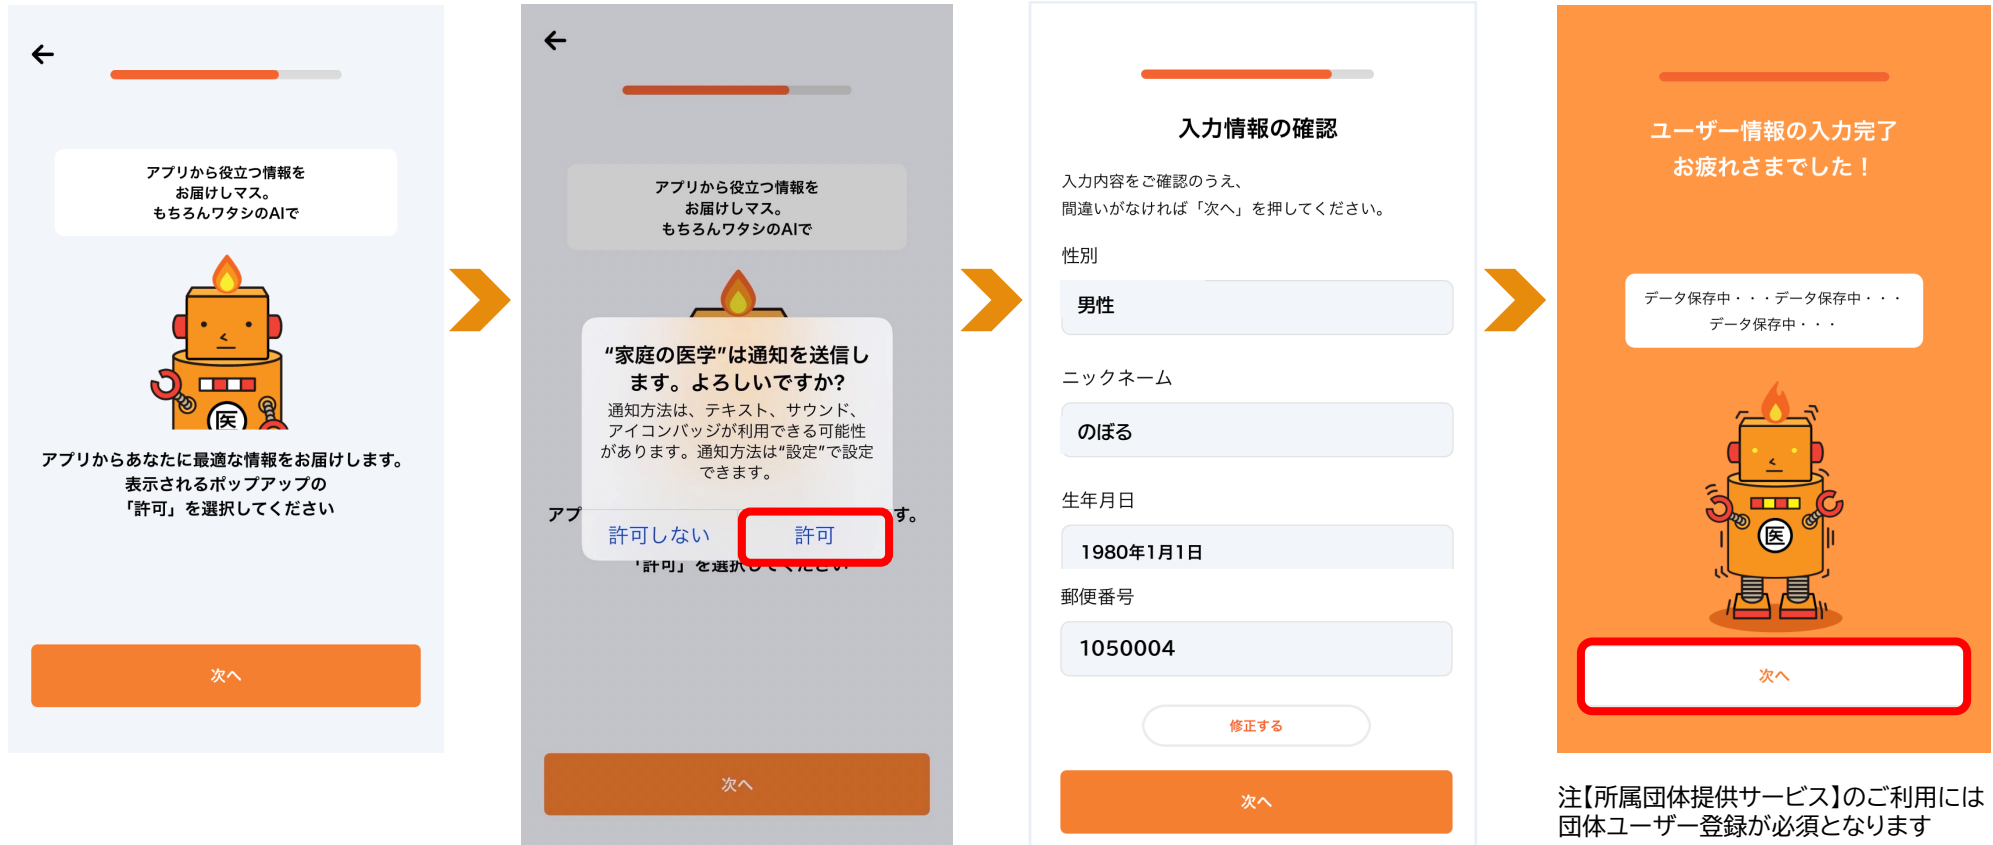 アプリから役立つ情報を
お届けしマス。
もちろんワタシのAIで
医
アプリからあなたに最適な情報をお届けします。
表示されるポップアップの
「許可」を選択してください
次へ
アプリから役立つ情報を
お届けしマス。
もちろんワタシのAIで
“家庭の医学”は通知を送信し
ます。よろしいですか?
通知方法は、テキスト、サウンド、
アイコンバッジが利用できる可能性
があります。通知方法は“設定”で設定
できます。
アプ
す。
許可しない
許可
「許可」を選択してください
次へ
入力情報の確認
入力内容をご確認のうえ、
間違いがなければ「次へ」を押してください。
性別
男性
ニックネーム
のぼる
生年月日
1980年1月1日
郵便番号
1050004
修正する
次へ
ユーザー情報の入力完了
お疲れさまでした！
データ保存中・・・データ保存中・・・
データ保存中・・・
医
次へ
注【所属団体提供サービス】のご利用には
団体ユーザー登録が必須となります